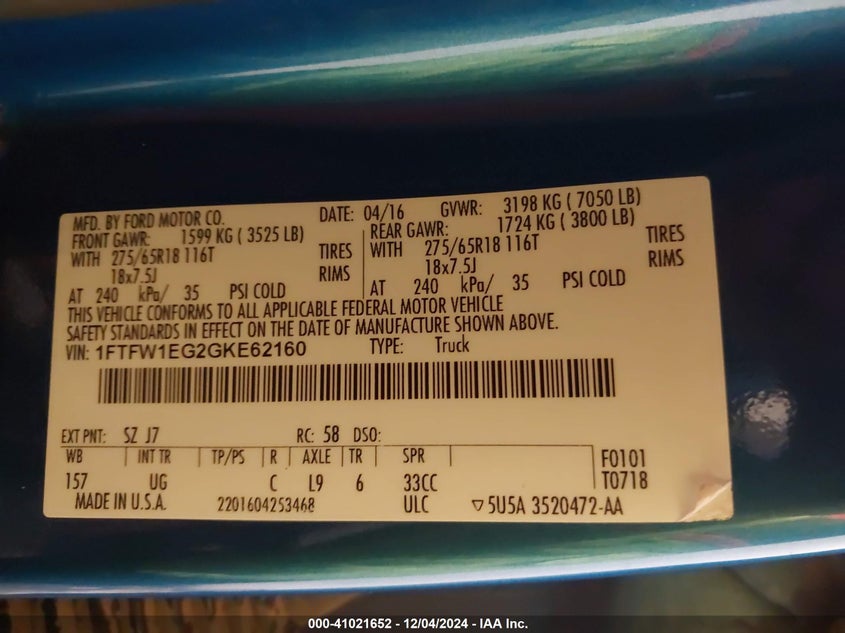 MFD. BY FORD MOTOR CO. DATE: 04/16 GVWR: 3198 KG ( 7050 LB)
FRONT GAWR: 1599 KG ( 3525 LB) REAR GAWR: 1724 KG ( 3800 LB)
WITH 275/65R18 116T TIRES WITH 275/65R18 116T TIRES
18x7.5J RIMS 18x7.5J RIMS
AT 240 kPa/ 35 PSI COLD AT 240 kPa/ 35 PSI COLD
THIS VEHICLE CONFORMS TO ALL APPLICABLE FEDERAL MOTOR VEHICLE
SAFETY STANDARDS IN EFFECT ON THE DATE OF MANUFACTURE SHOWN ABOVE.
VIN: 1FTFW1EG2GKE62160 TYPE: Truck
EXT PNT: SZ J7 RC: 58 DSO:
WB INT TR TP/PS R AXLE TR SPR F0101
157 UG C L9 6 33CC T0718
MADE IN U.S.A. 2201604253468 ULC ▽5U5A 3520472-AA
000-41021652 - 12/04/2024 - IAA Inc.